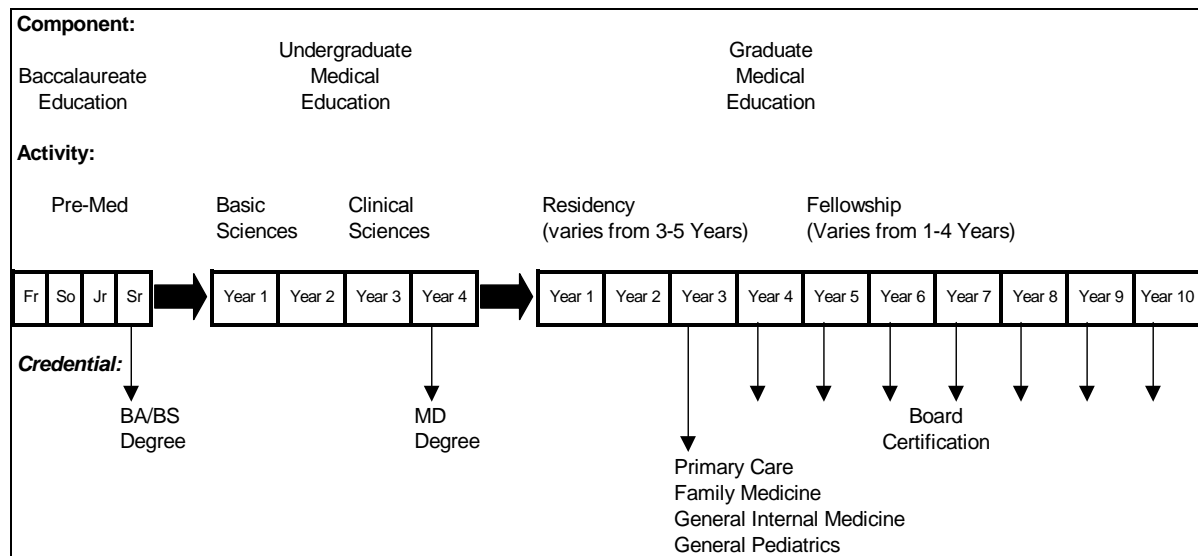 Component:
Baccalaureate
Education
Undergraduate
Medical
Education
Graduate
Medical
Education
Activity:
Pre-Med
Basic
Sciences
Clinical
Sciences
Residency
(varies from 3-5 Years)
Fellowship
(Varies from 1-4 Years)
Fr So Jr Sr Year 1 Year 2 Year 3 Year 4 Year 1 Year 2 Year 3 Year 4 Year 5 Year 6 Year 7 Year 8 Year 9 Year 10
Credential:
BA/BS
Degree
MD
Degree
Board
Certification
Primary Care
Family Medicine
General Internal Medicine
General Pediatrics